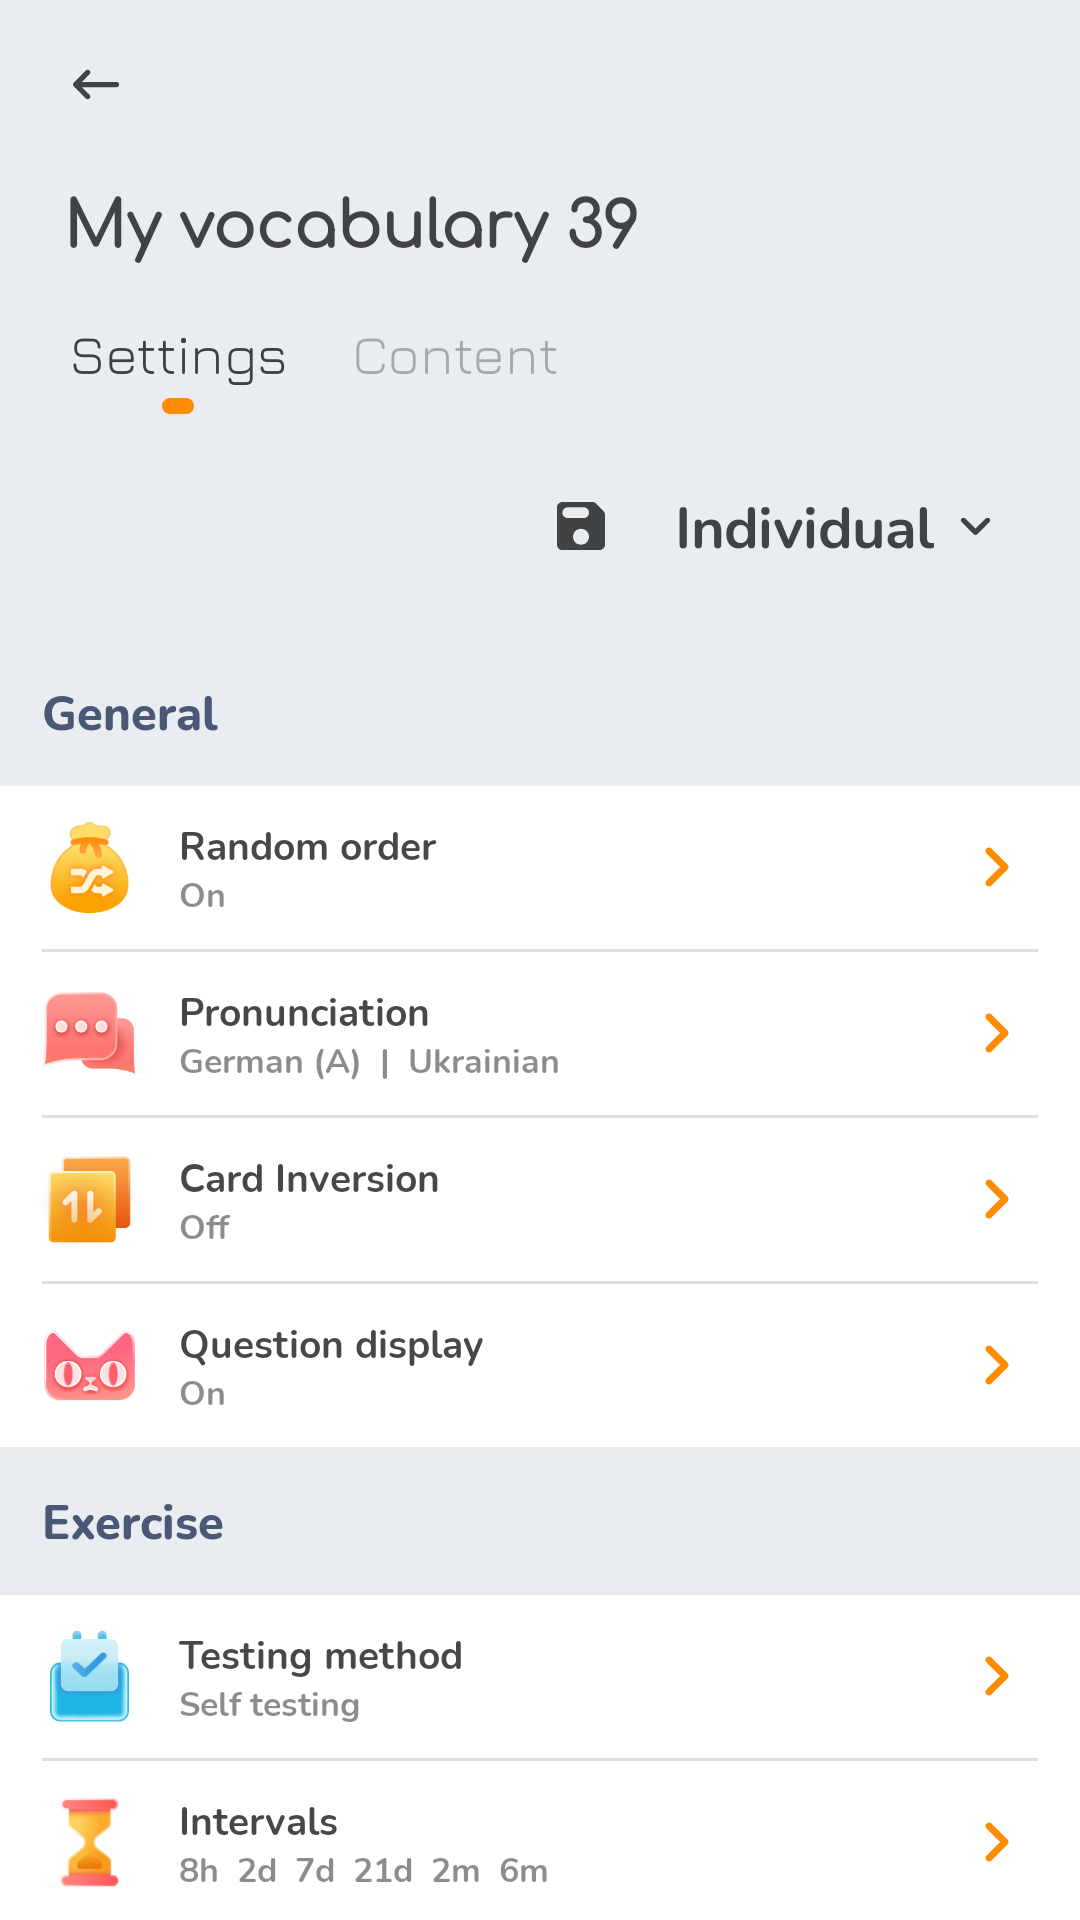 My vocabulary 39
Settings Content
Individual
General
Random order
On
Pronunciation
German (A) | Ukrainian
Card Inversion
Off
Question display
On
Exercise
Testing method
Self testing
Intervals
8h 2d 7d 21d 2m 6m